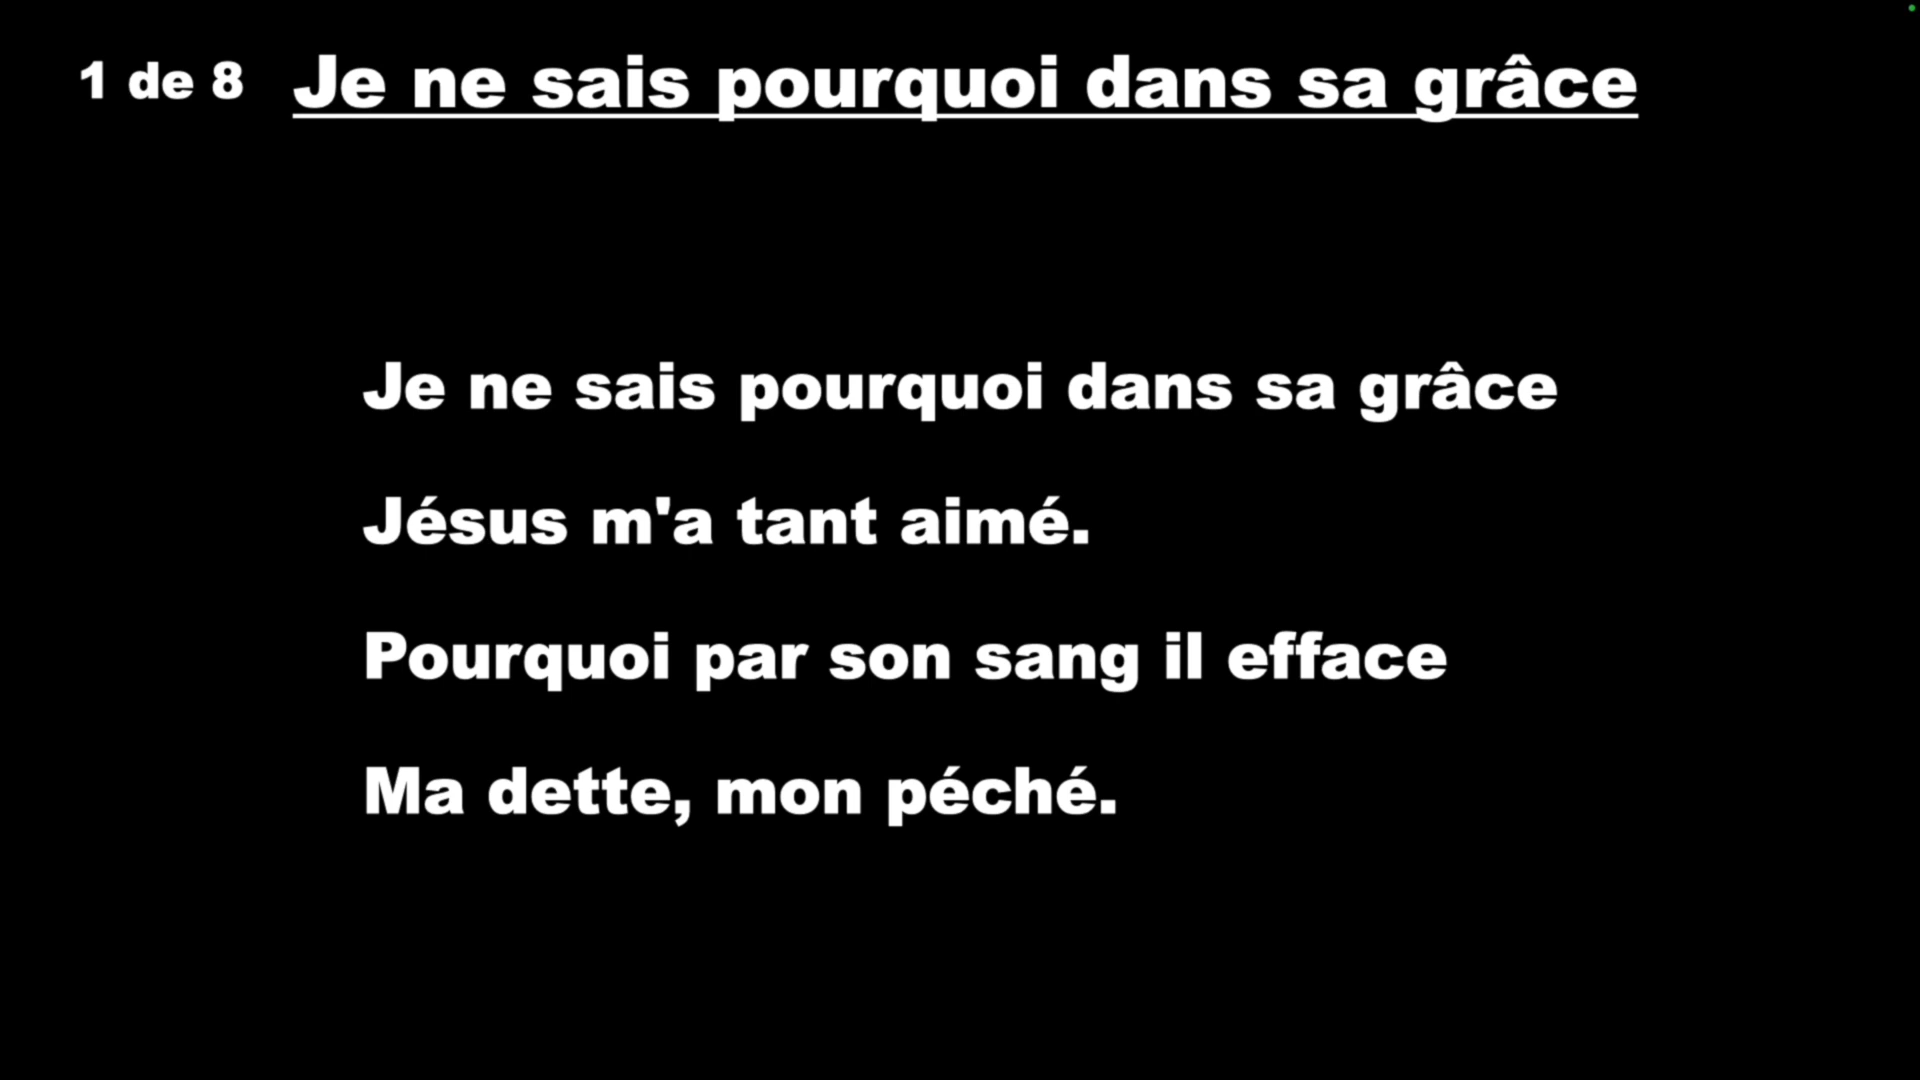 1 de 8 Je ne sais pourquoi dans sa grâce
Je ne sais pourquoi dans sa grâce
Jésus m'a tant aimé.
Pourquoi par son sang il efface
Ma dette, mon péché.